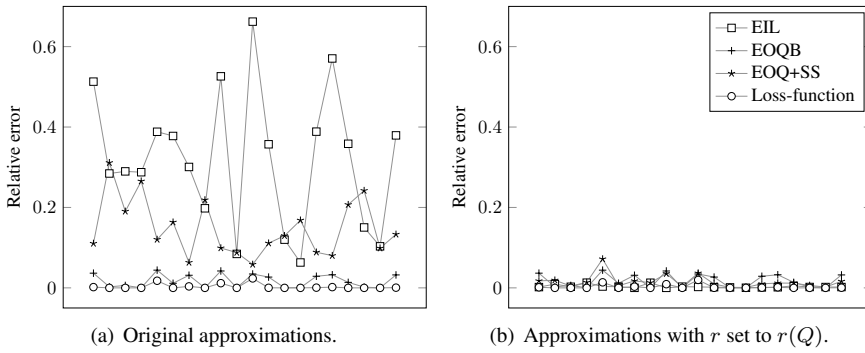 Relative error
0.6
0.4
0.2
0
(a) Original approximations.
Relative error
0.6
0.4
0.2
0
EIL
EOQB
EOQ+SS
Loss-function
(b) Approximations with r set to r(Q).